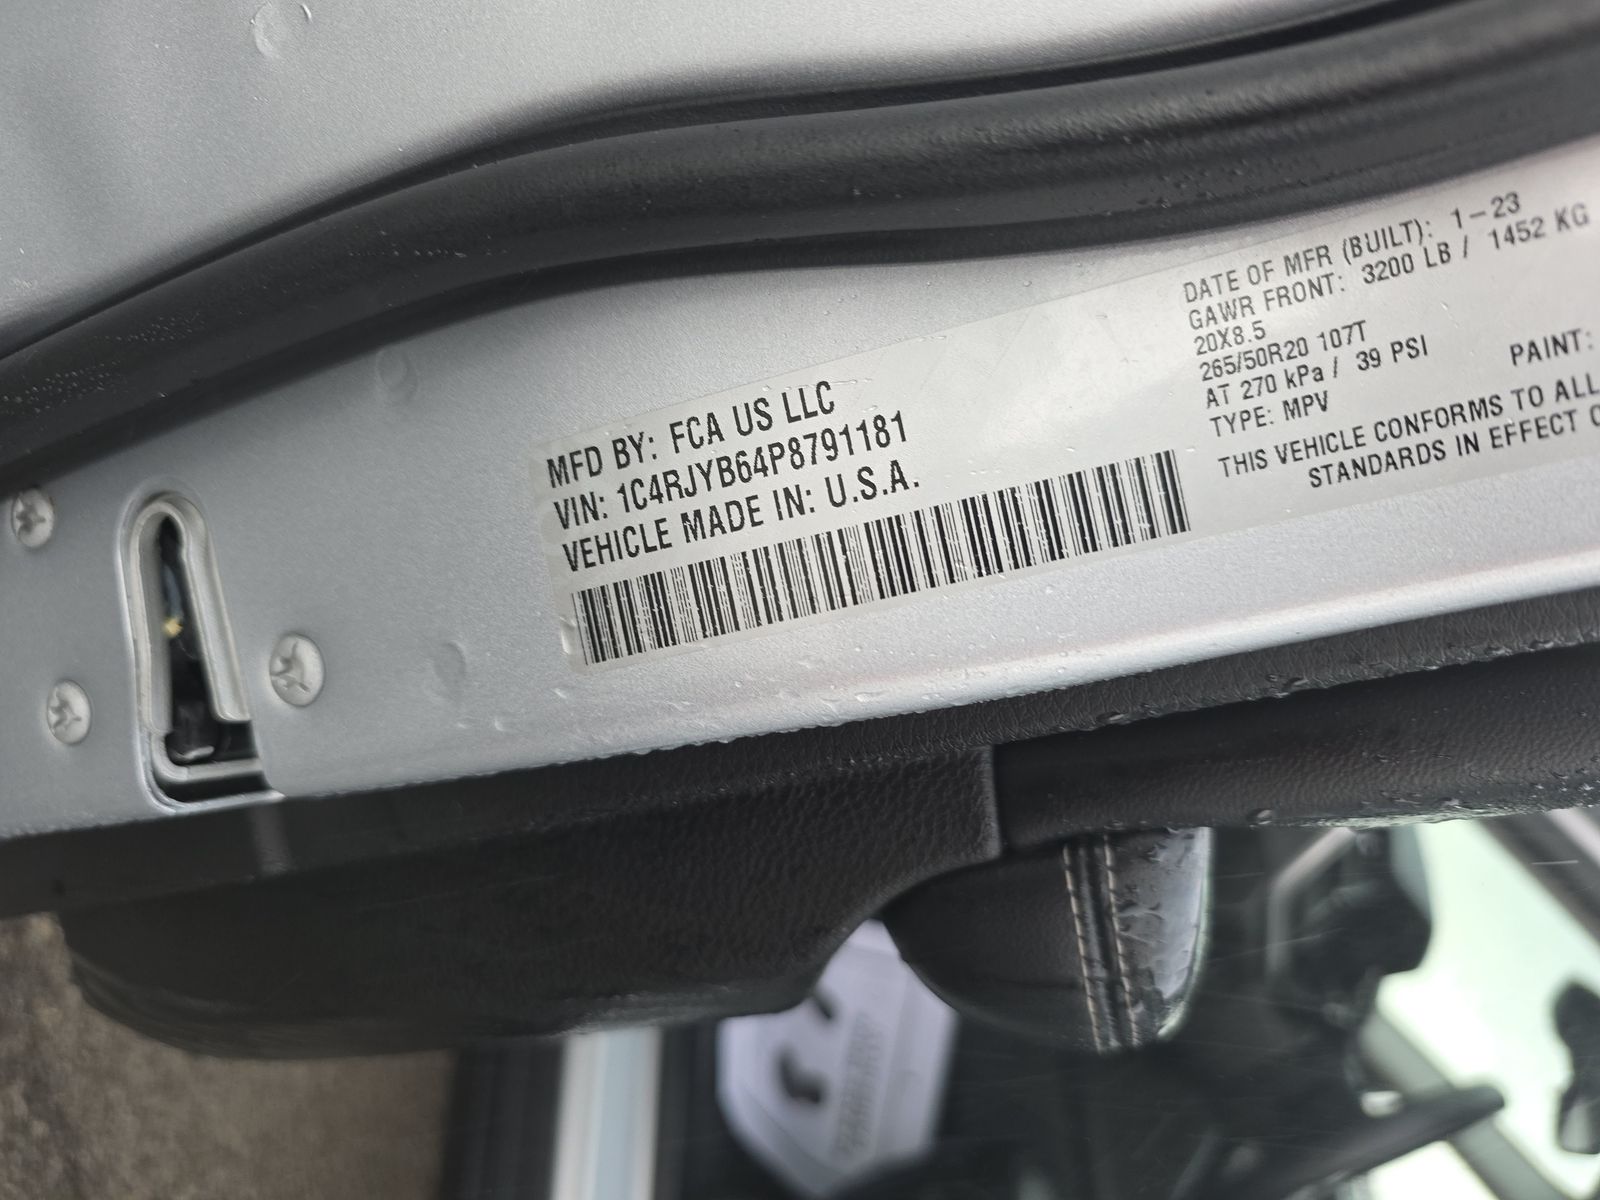 MFD BY: FCA US LLC
VIN: 1C4RJYB64P8791181
VEHICLE MADE IN: U.S.A.
DATE OF MFR (BUILT): 1-23
GAWR FRONT: 3200 LB / 1452 KG
20X8.5
265/50R20 107T
AT 270 kPa / 39 PSI
TYPE: MPV
PAINT:
THIS VEHICLE CONFORMS TO ALL
STANDARDS IN EFFECT